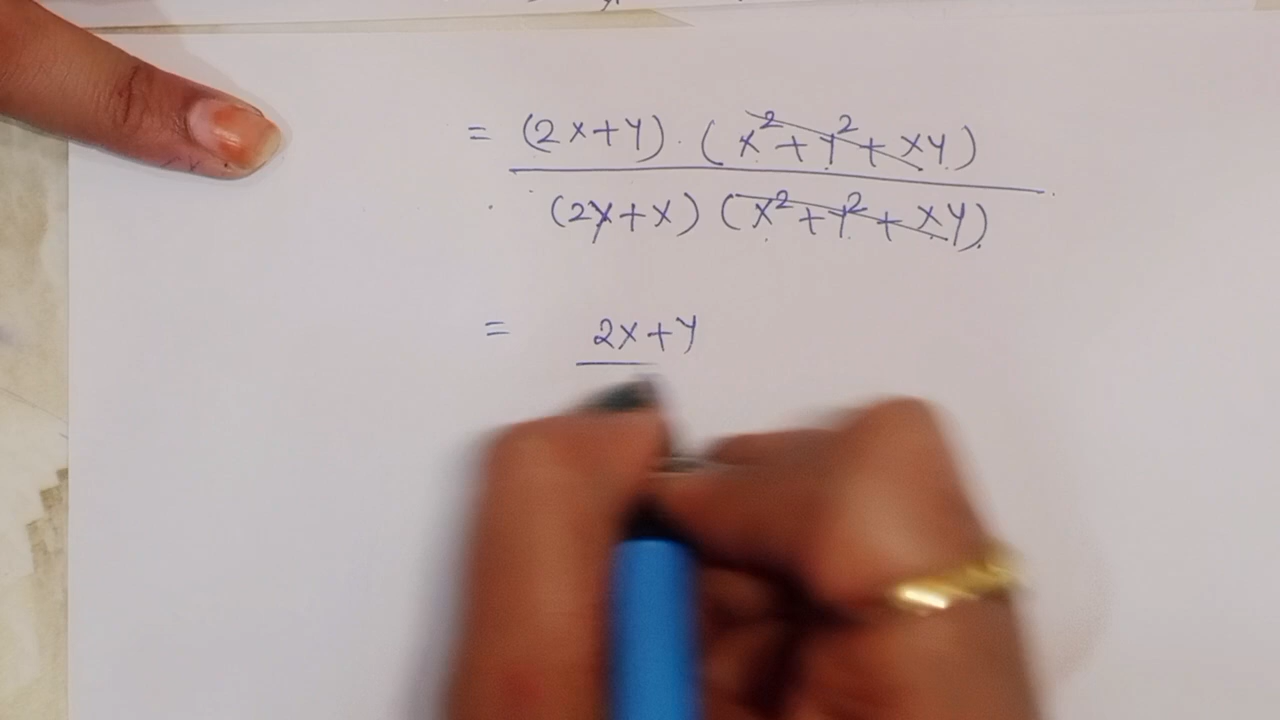 = (2x+y) . (x²+y²+xy)
(2y+x) (x²+y²+xy)
= 2x+y